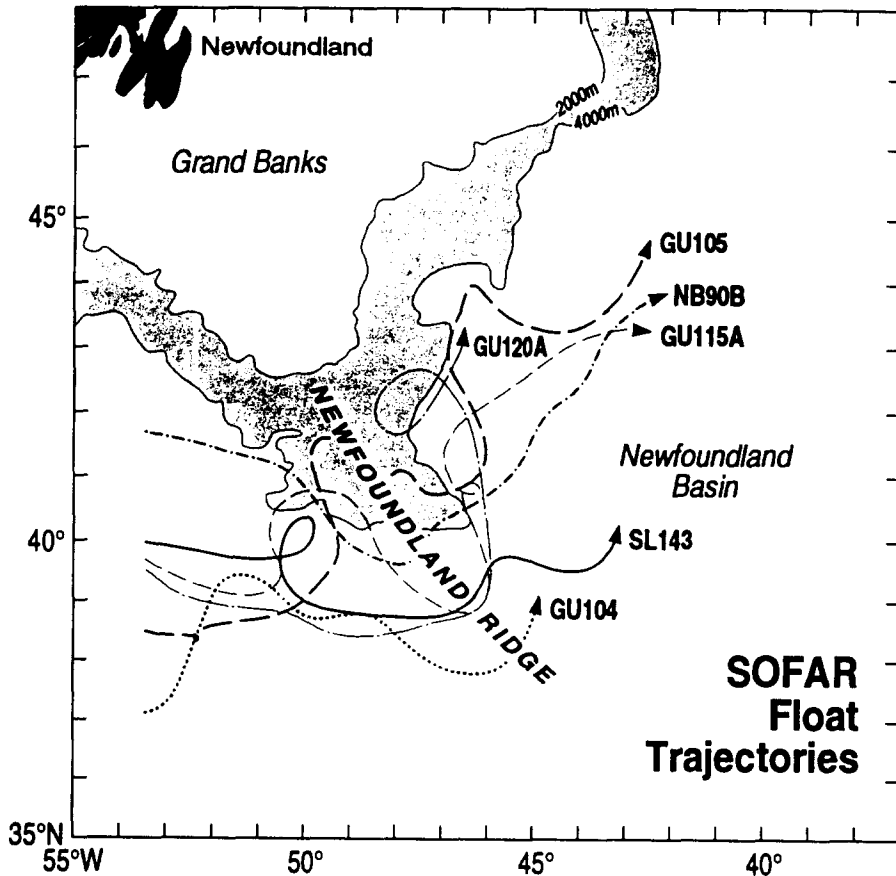 Newfoundland
2000m
4000m
Grand Banks
45°
GU105
NB90B
GU120A
GU115A
NEWFOUNDLAND RIDGE
Newfoundland
Basin
40°
SL143
GU104
SOFAR
Float
Trajectories
35°N
55°W
50°
45°
40°